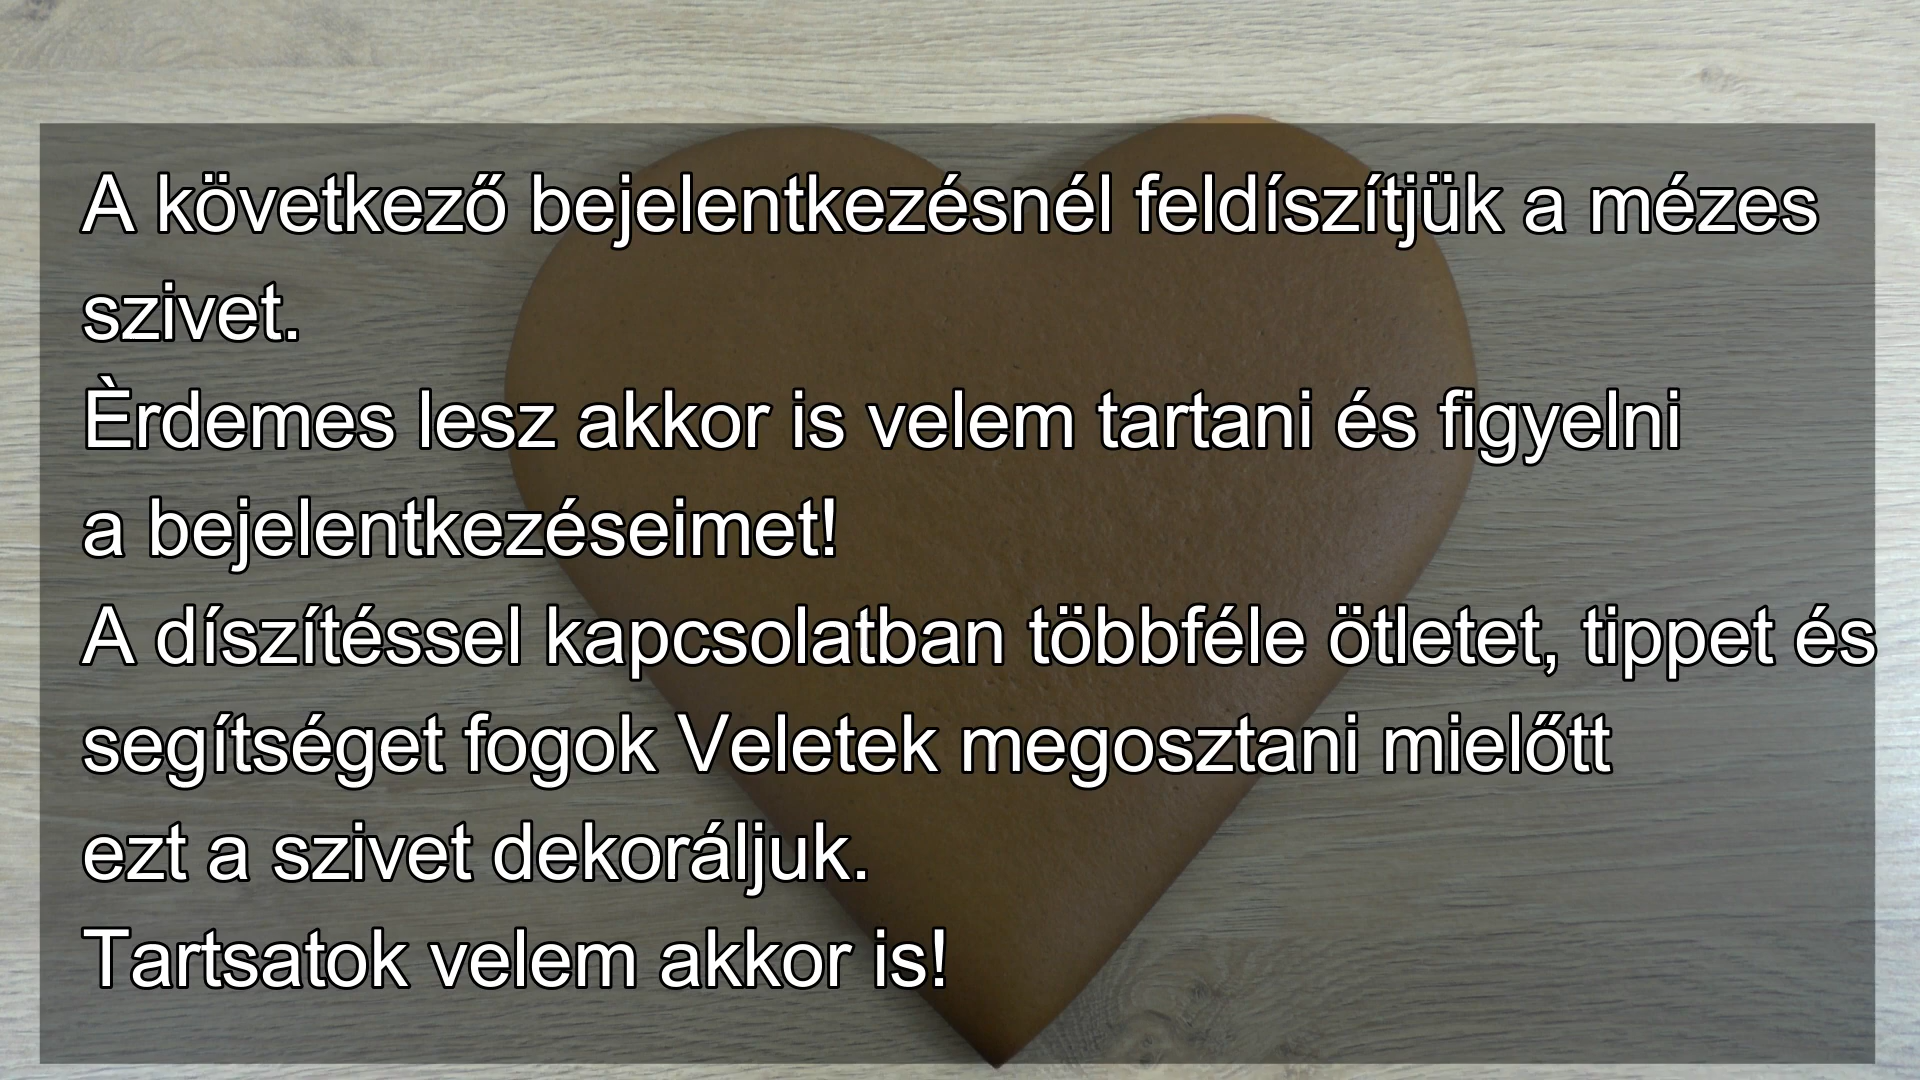 A következő bejelentkezésnél feldíszítjük a mézes
szivet.
Èrdemes lesz akkor is velem tartani és figyelni
a bejelentkezéseimet!
A díszítéssel kapcsolatban többféle ötletet, tippet és
segítséget fogok Veletek megosztani mielőtt
ezt a szivet dekoráljuk.
Tartsatok velem akkor is!